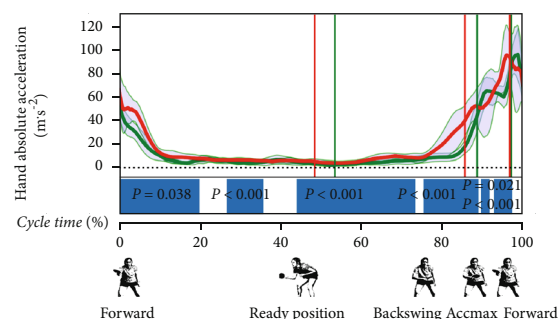 Hand absolute acceleration
(m·s⁻²)
120
100
80
60
40
20
0
P = 0.038
P < 0.001
P < 0.001
P < 0.001
P = 0.021
P < 0.001
Cycle time (%)
0
20
40
60
80
100
Forward
Ready position
Backswing
Accmax
Forward